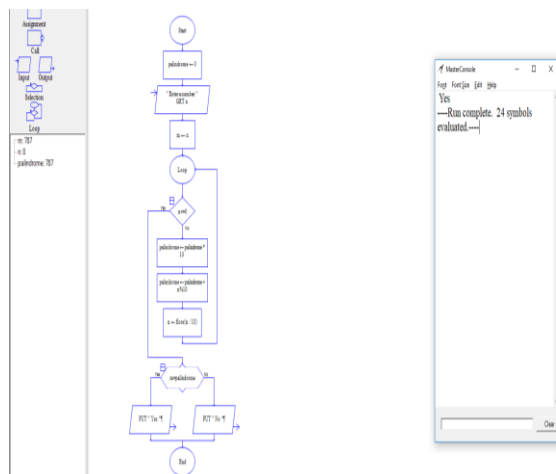 Assignment
Call
Input Output
Selection
Loop
m: 787
n: 0
palindrome: 787
Start
palindrome ← 0
" Enter a number "
GET n
m ← n
Loop
n=0
Yes
No
palindrome ← palindrome *
10
palindrome ← palindrome +
n%10
n ← floor(n / 10)
m=palindrome
Yes
No
PUT " Yes "¶
PUT " No "¶
End
MasterConsole
Font Font Size Edit Help
Yes
----Run complete. 24 symbols
evaluated.----
Clear